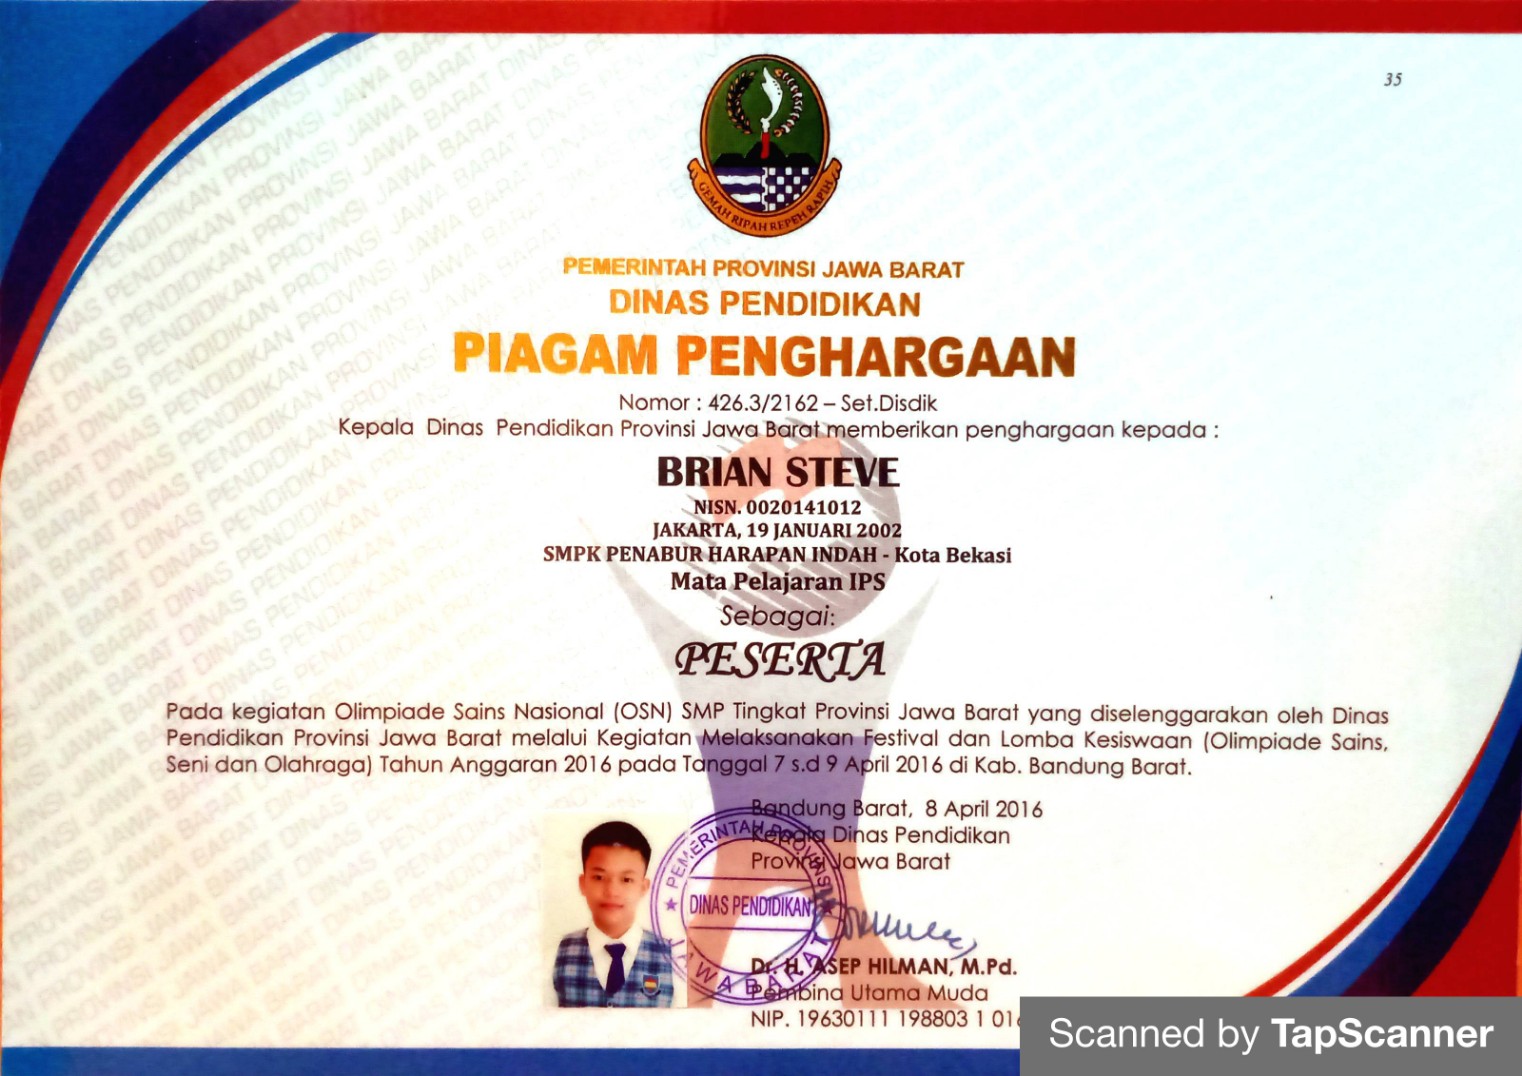 35
GEMAH RIPAH REPEH RAPIH
PEMERINTAH PROVINSI JAWA BARAT
DINAS PENDIDIKAN
PIAGAM PENGHARGAAN
Nomor : 426.3/2162 – Set.Disdik
Kepala Dinas Pendidikan Provinsi Jawa Barat memberikan penghargaan kepada :
BRIAN STEVE
NISN. 0020141012
JAKARTA, 19 JANUARI 2002
SMPK PENABUR HARAPAN INDAH - Kota Bekasi
Mata Pelajaran IPS
Sebagai:
PESERTA
Pada kegiatan Olimpiade Sains Nasional (OSN) SMP Tingkat Provinsi Jawa Barat yang diselenggarakan oleh Dinas
Pendidikan Provinsi Jawa Barat melalui Kegiatan Melaksanakan Festival dan Lomba Kesiswaan (Olimpiade Sains,
Seni dan Olahraga) Tahun Anggaran 2016 pada Tanggal 7 s.d 9 April 2016 di Kab. Bandung Barat.
Bandung Barat, 8 April 2016
Kepala Dinas Pendidikan
Provinsi Jawa Barat
PEMERINTAH PROVINSI
DINAS PENDIDIKAN
JAWA BARAT
Dr. H. ASEP HILMAN, M.Pd.
Pembina Utama Muda
NIP. 19630111 198803 1 01
Scanned by TapScanner